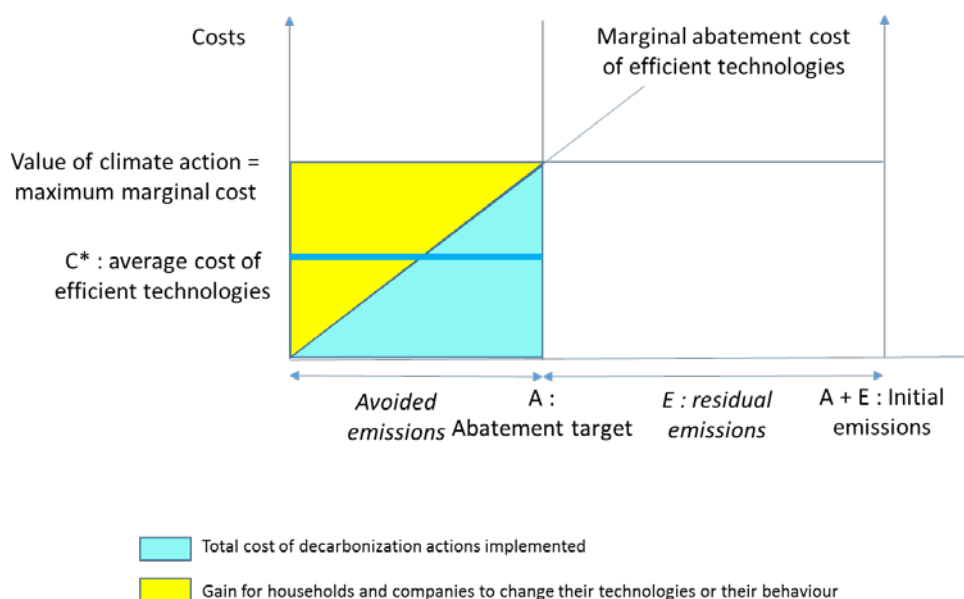 Costs
Marginal abatement cost
of efficient technologies
Value of climate action =
maximum marginal cost
C* : average cost of
efficient technologies
Avoided
emissions
A :
Abatement target
E : residual
emissions
A + E : Initial
emissions
Total cost of decarbonization actions implemented
Gain for households and companies to change their technologies or their behaviour